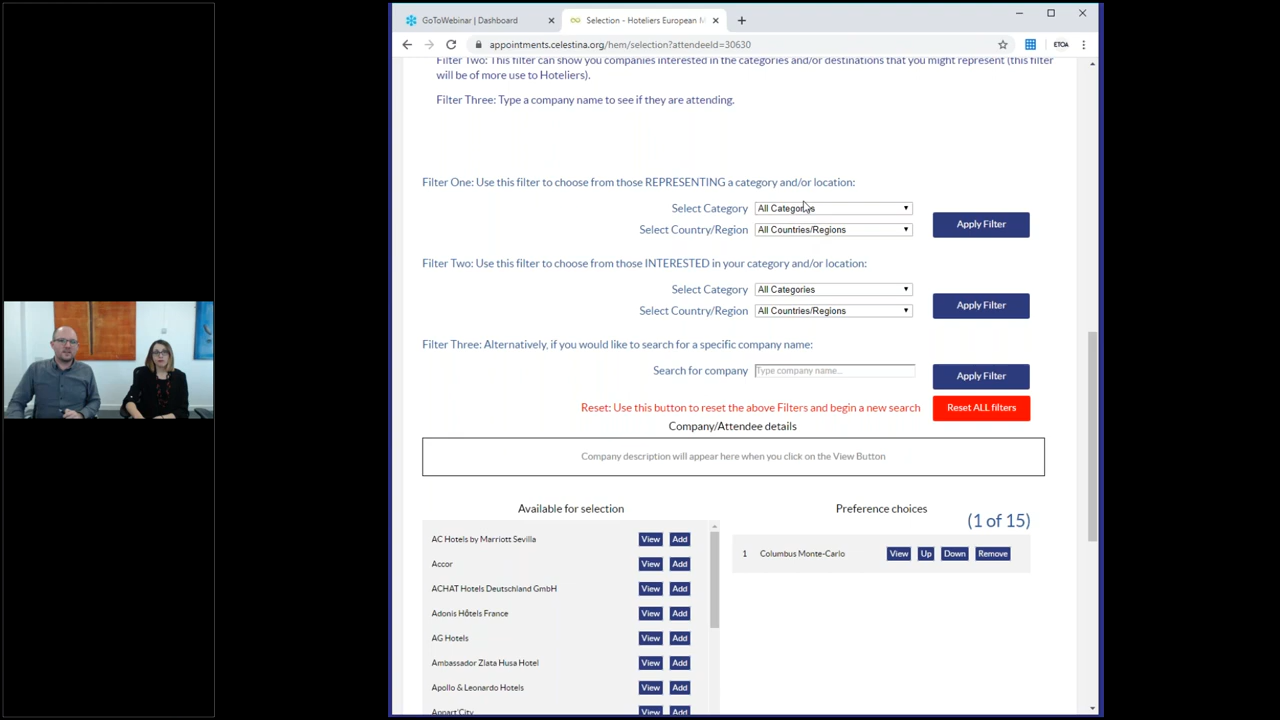 GoToWebinar | Dashboard
Selection - Hoteliers European M
appointments.celestina.org/hem/selection?attendeeId=30630
ETOA
Filter Two: This filter can show you companies interested in the categories and/or destinations that you might represent (this filter
will be of more use to Hoteliers).
Filter Three: Type a company name to see if they are attending.
Filter One: Use this filter to choose from those REPRESENTING a category and/or location:
Select Category All Categories
Select Country/Region All Countries/Regions
Apply Filter
Filter Two: Use this filter to choose from those INTERESTED in your category and/or location:
Select Category All Categories
Select Country/Region All Countries/Regions
Apply Filter
Filter Three: Alternatively, if you would like to search for a specific company name:
Search for company Type company name...
Apply Filter
Reset: Use this button to reset the above Filters and begin a new search Reset ALL filters
Company/Attendee details
Company description will appear here when you click on the View Button
Available for selection
AC Hotels by Marriott Sevilla View Add
Accor View Add
ACHAT Hotels Deutschland GmbH View Add
Adonis Hôtels France View Add
AG Hotels View Add
Ambassador Zlata Husa Hotel View Add
Apollo & Leonardo Hotels View Add
Appart'City View Add
Preference choices
(1 of 15)
1 Columbus Monte-Carlo View Up Down Remove